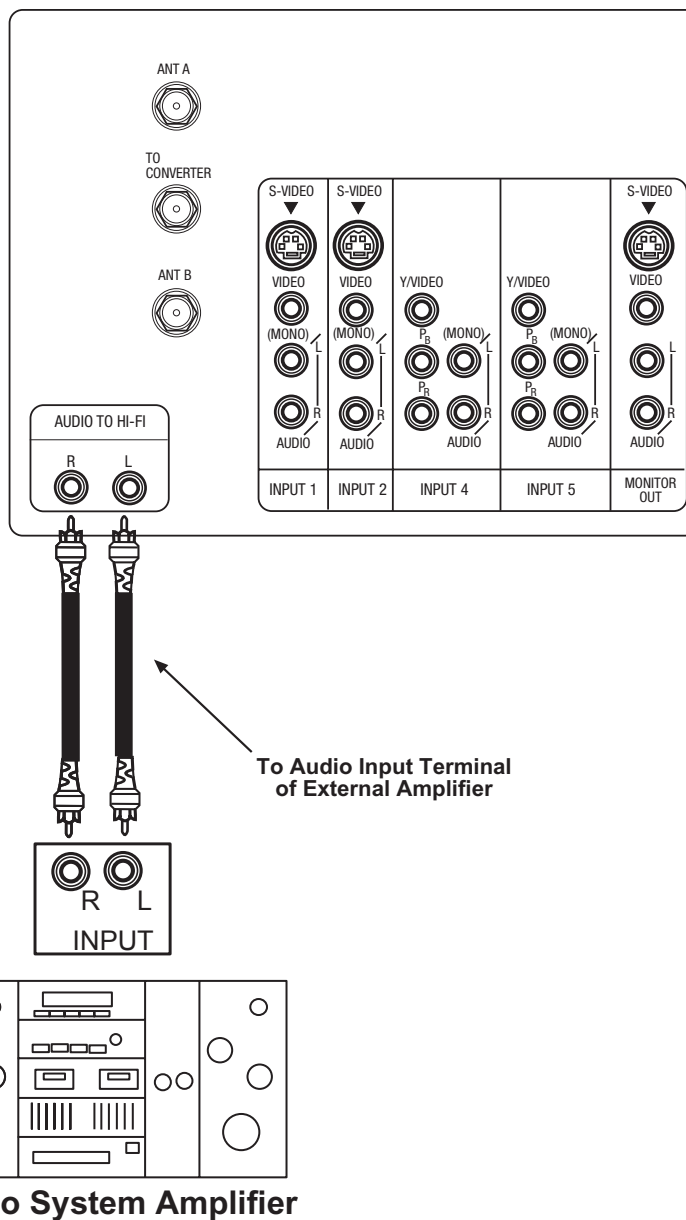 ANT A
TO
CONVERTER
ANT B
AUDIO TO HI-FI
R L
S-VIDEO
VIDEO
(MONO)
L
R
AUDIO
INPUT 1
S-VIDEO
VIDEO
(MONO)
L
R
AUDIO
INPUT 2
Y/VIDEO
PB (MONO)
L
PR
R
AUDIO
INPUT 4
Y/VIDEO
PB (MONO)
L
PR
R
AUDIO
INPUT 5
S-VIDEO
VIDEO
L
R
AUDIO
MONITOR
OUT
To Audio Input Terminal
of External Amplifier
R L
INPUT
o System Amplifier